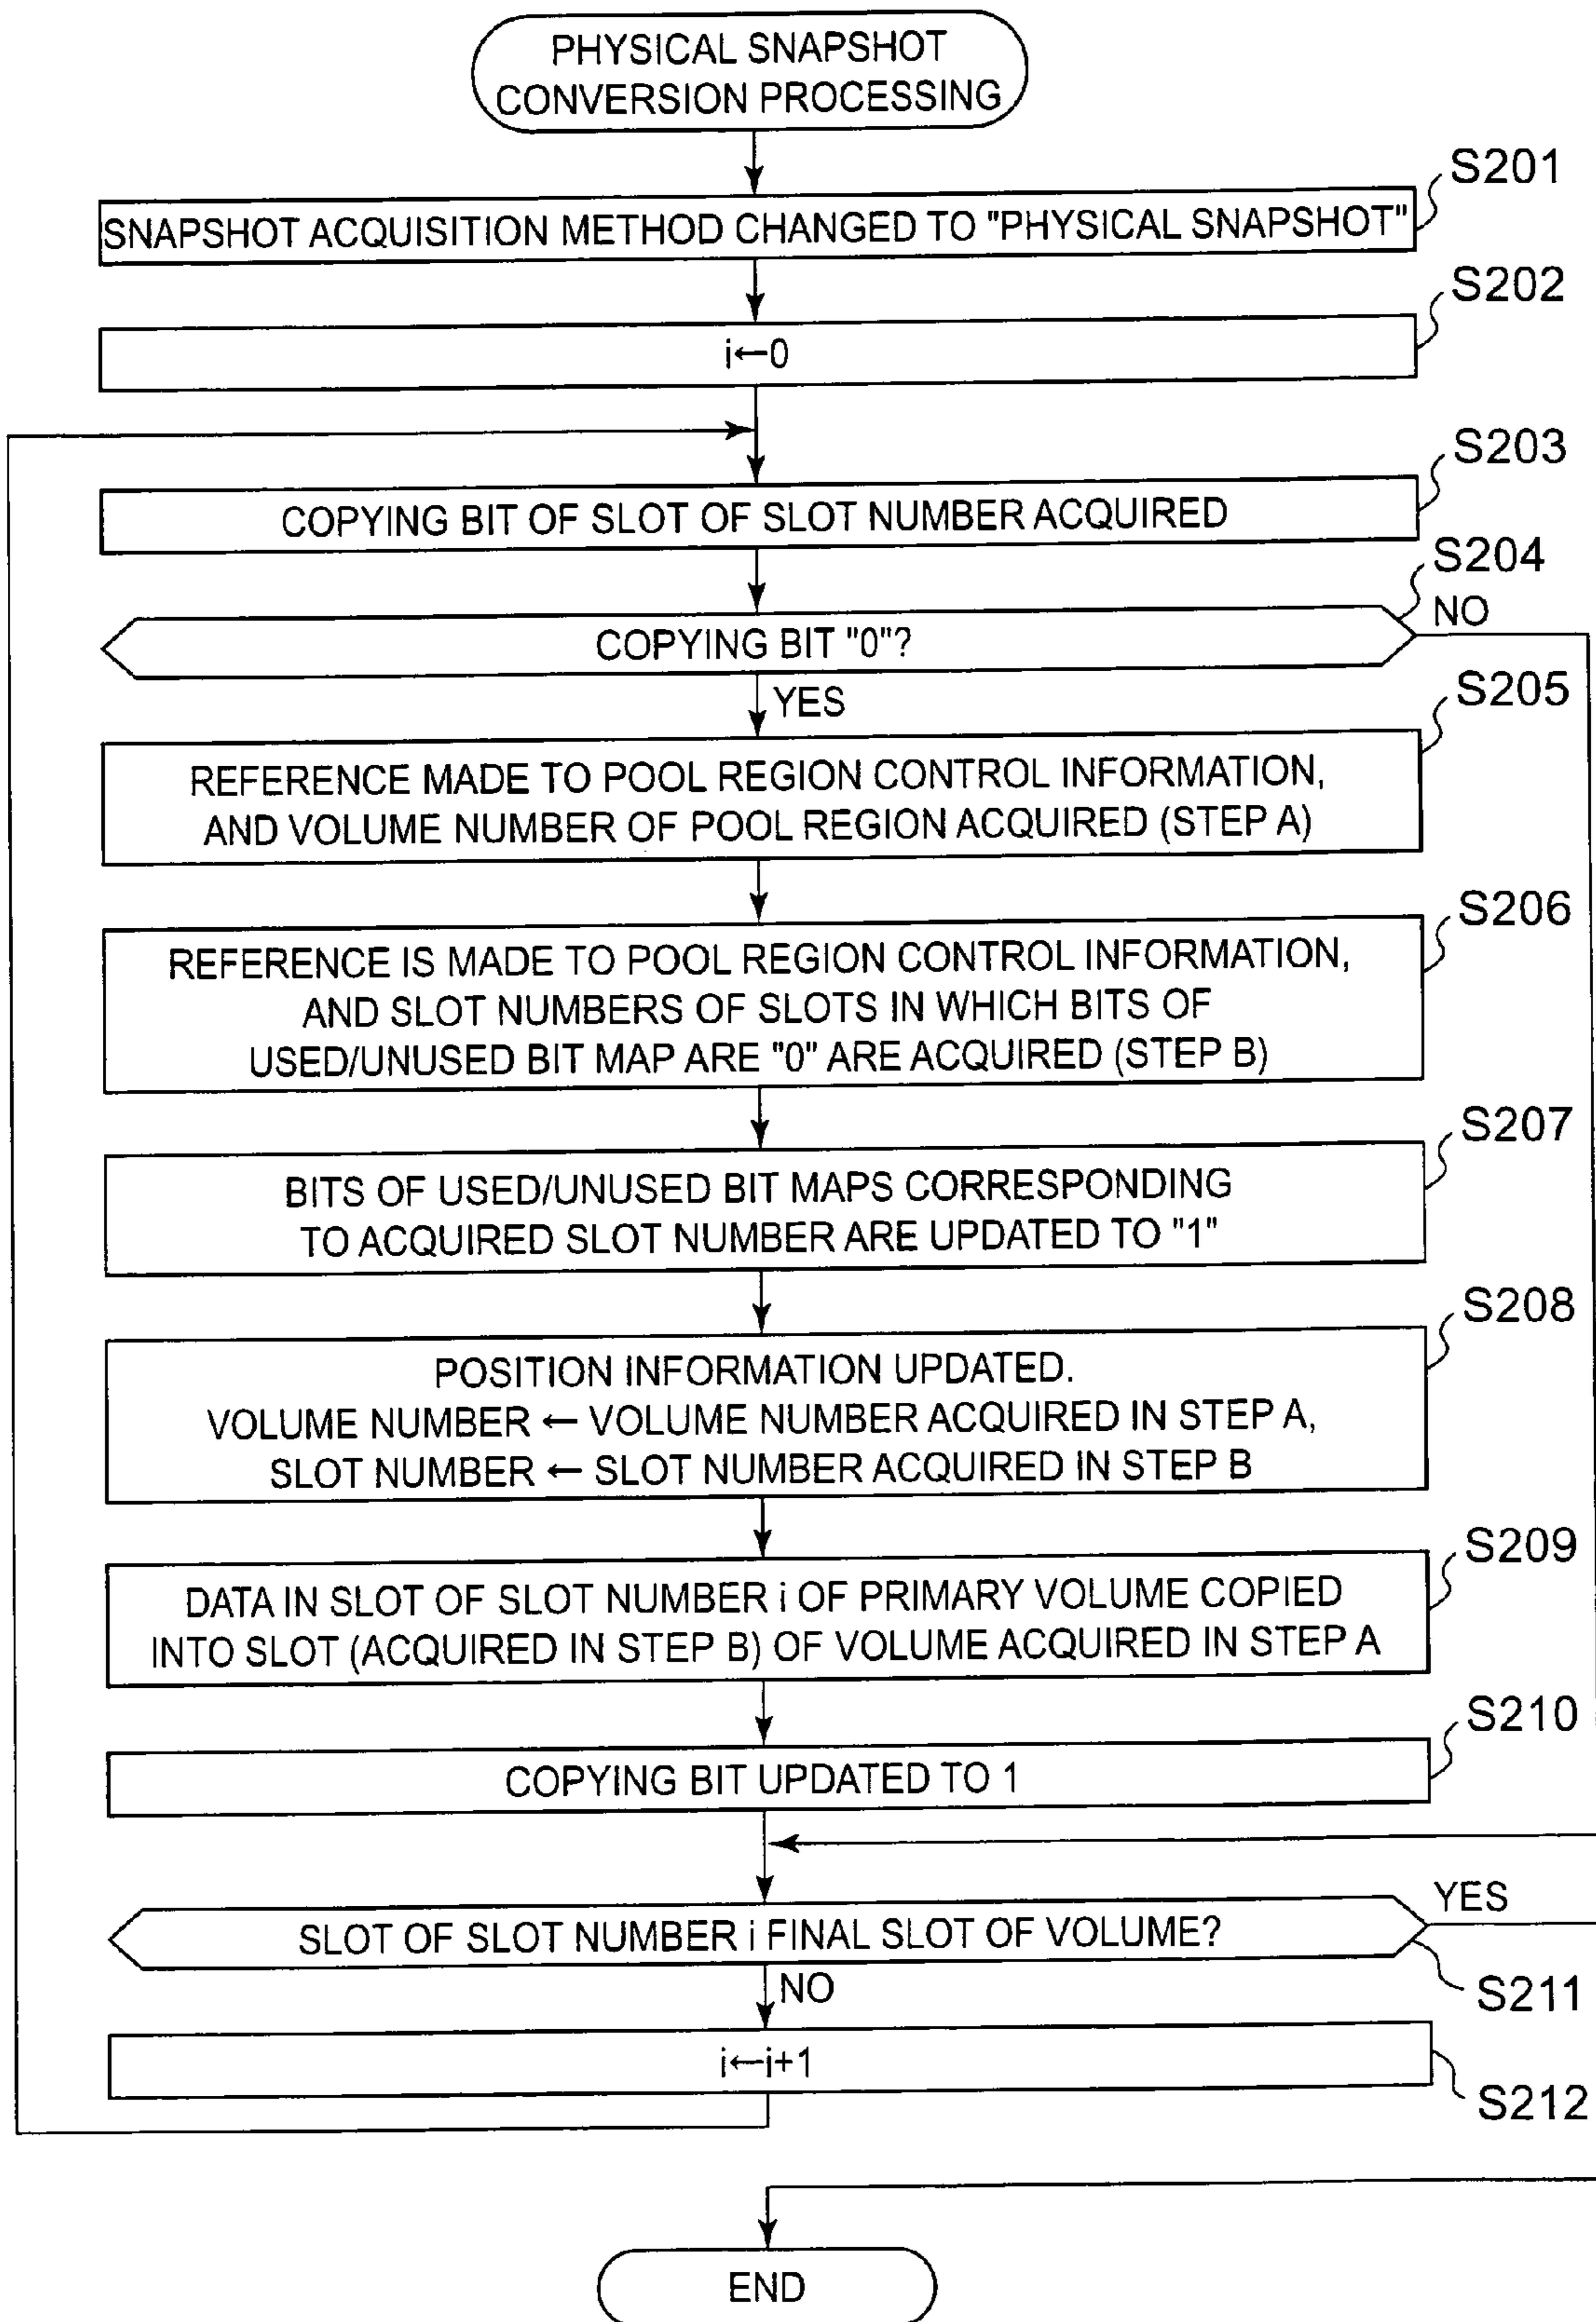 PHYSICAL SNAPSHOT
CONVERSION PROCESSING
S201
SNAPSHOT ACQUISITION METHOD CHANGED TO "PHYSICAL SNAPSHOT"
S202
i←0
S203
COPYING BIT OF SLOT OF SLOT NUMBER ACQUIRED
S204
NO
COPYING BIT "0"?
YES
S205
REFERENCE MADE TO POOL REGION CONTROL INFORMATION,
AND VOLUME NUMBER OF POOL REGION ACQUIRED (STEP A)
S206
REFERENCE IS MADE TO POOL REGION CONTROL INFORMATION,
AND SLOT NUMBERS OF SLOTS IN WHICH BITS OF
USED/UNUSED BIT MAP ARE "0" ARE ACQUIRED (STEP B)
S207
BITS OF USED/UNUSED BIT MAPS CORRESPONDING
TO ACQUIRED SLOT NUMBER ARE UPDATED TO "1"
S208
POSITION INFORMATION UPDATED.
VOLUME NUMBER ← VOLUME NUMBER ACQUIRED IN STEP A,
SLOT NUMBER ← SLOT NUMBER ACQUIRED IN STEP B
S209
DATA IN SLOT OF SLOT NUMBER i OF PRIMARY VOLUME COPIED
INTO SLOT (ACQUIRED IN STEP B) OF VOLUME ACQUIRED IN STEP A
S210
COPYING BIT UPDATED TO 1
YES
SLOT OF SLOT NUMBER i FINAL SLOT OF VOLUME?
NO
S211
i←i+1
S212
END